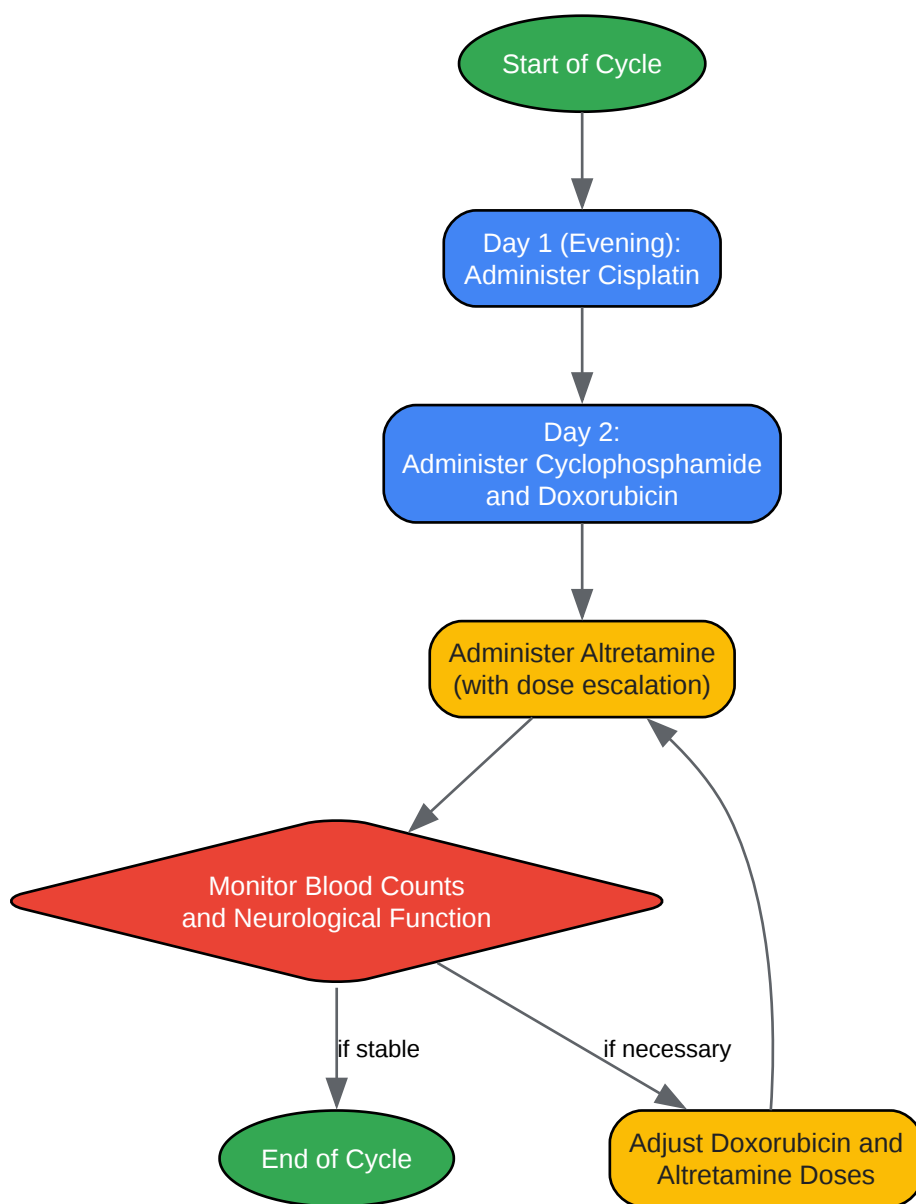 Start of Cycle
Day 1 (Evening):
Administer Cisplatin
Day 2:
Administer Cyclophosphamide
and Doxorubicin
Administer Altretamine
(with dose escalation)
Monitor Blood Counts
and Neurological Function
if stable
if necessary
End of Cycle
Adjust Doxorubicin and
Altretamine Doses